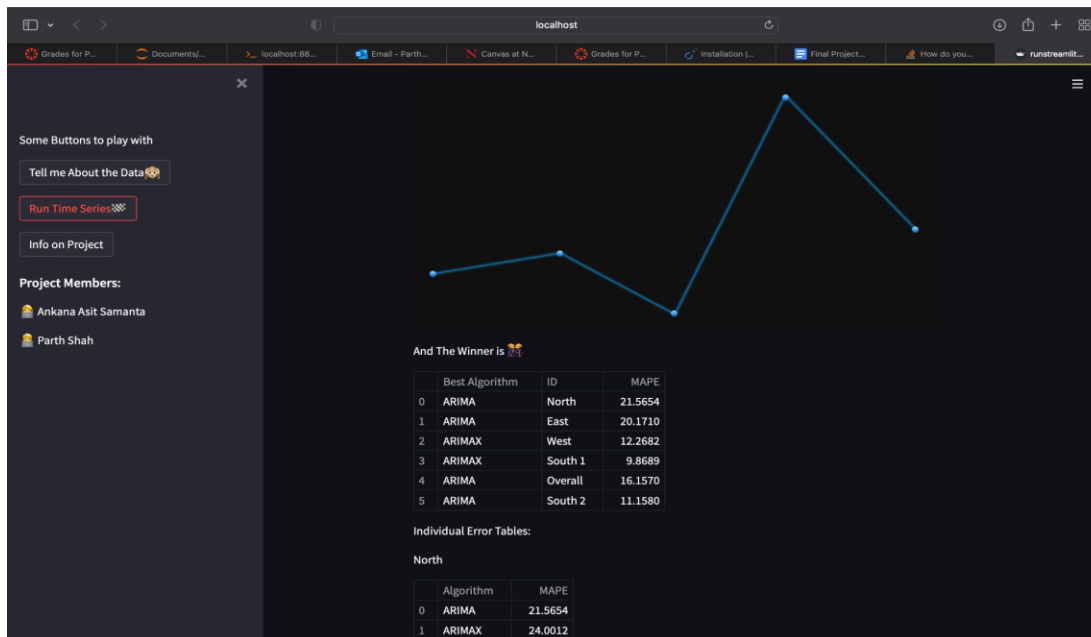 localhost
Grades for P...
Documents/...
localhost:88...
Email - Parth...
Canvas at N...
Grades for P...
Installation |...
Final Project...
How do you...
runstreamlit...
Some Buttons to play with
Tell me About the Data
Run Time Series
Info on Project
Project Members:
Ankana Asit Samanta
Parth Shah
And The Winner is
Best Algorithm ID MAPE
0 ARIMA North 21.5654
1 ARIMA East 20.1710
2 ARIMAX West 12.2682
3 ARIMAX South 1 9.8689
4 ARIMA Overall 16.1570
5 ARIMA South 2 11.1580
Individual Error Tables:
North
Algorithm MAPE
0 ARIMA 21.5654
1 ARIMAX 24.0012